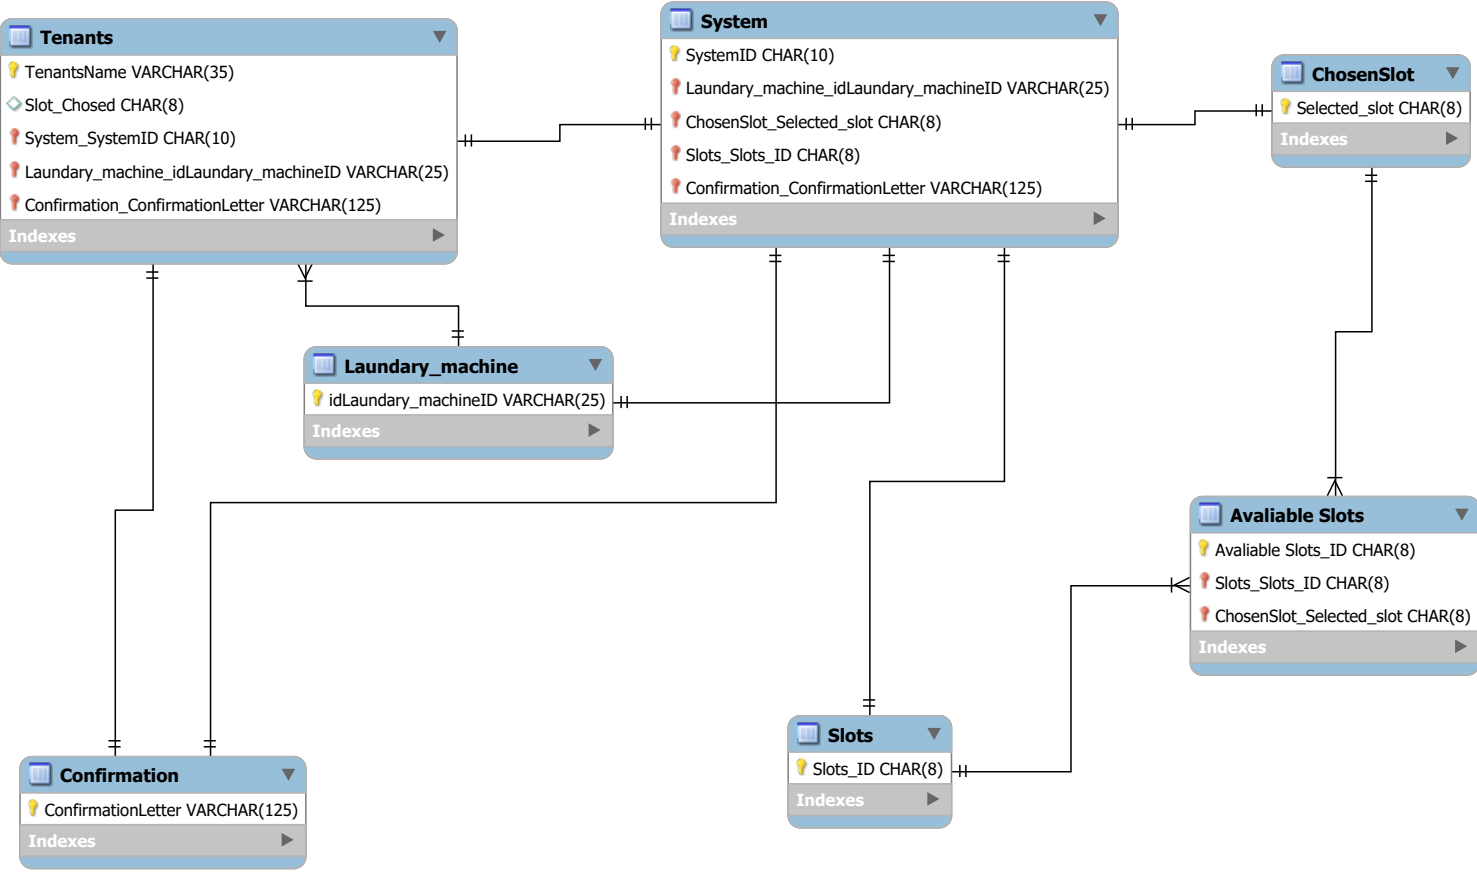 Tenants
TenantsName VARCHAR(35)
Slot_Chosed CHAR(8)
System_SystemID CHAR(10)
Laundary_machine_idLaundary_machineID VARCHAR(25)
Confirmation_ConfirmationLetter VARCHAR(125)
Indexes
System
SystemID CHAR(10)
Laundary_machine_idLaundary_machineID VARCHAR(25)
ChosenSlot_Selected_slot CHAR(8)
Slots_Slots_ID CHAR(8)
Confirmation_ConfirmationLetter VARCHAR(125)
Indexes
ChosenSlot
Selected_slot CHAR(8)
Indexes
Laundary_machine
idLaundary_machineID VARCHAR(25)
Indexes
Avaliable Slots
Avaliable Slots_ID CHAR(8)
Slots_Slots_ID CHAR(8)
ChosenSlot_Selected_slot CHAR(8)
Indexes
Slots
Slots_ID CHAR(8)
Indexes
Confirmation
ConfirmationLetter VARCHAR(125)
Indexes